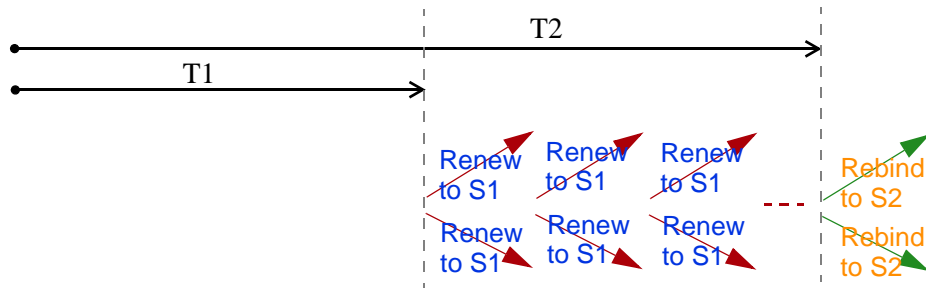 T2
T1
Renew
to S1
Renew
to S1
Renew
to S1
Rebind
to S2
Renew
to S1
Renew
to S1
Renew
to S1
Rebind
to S2